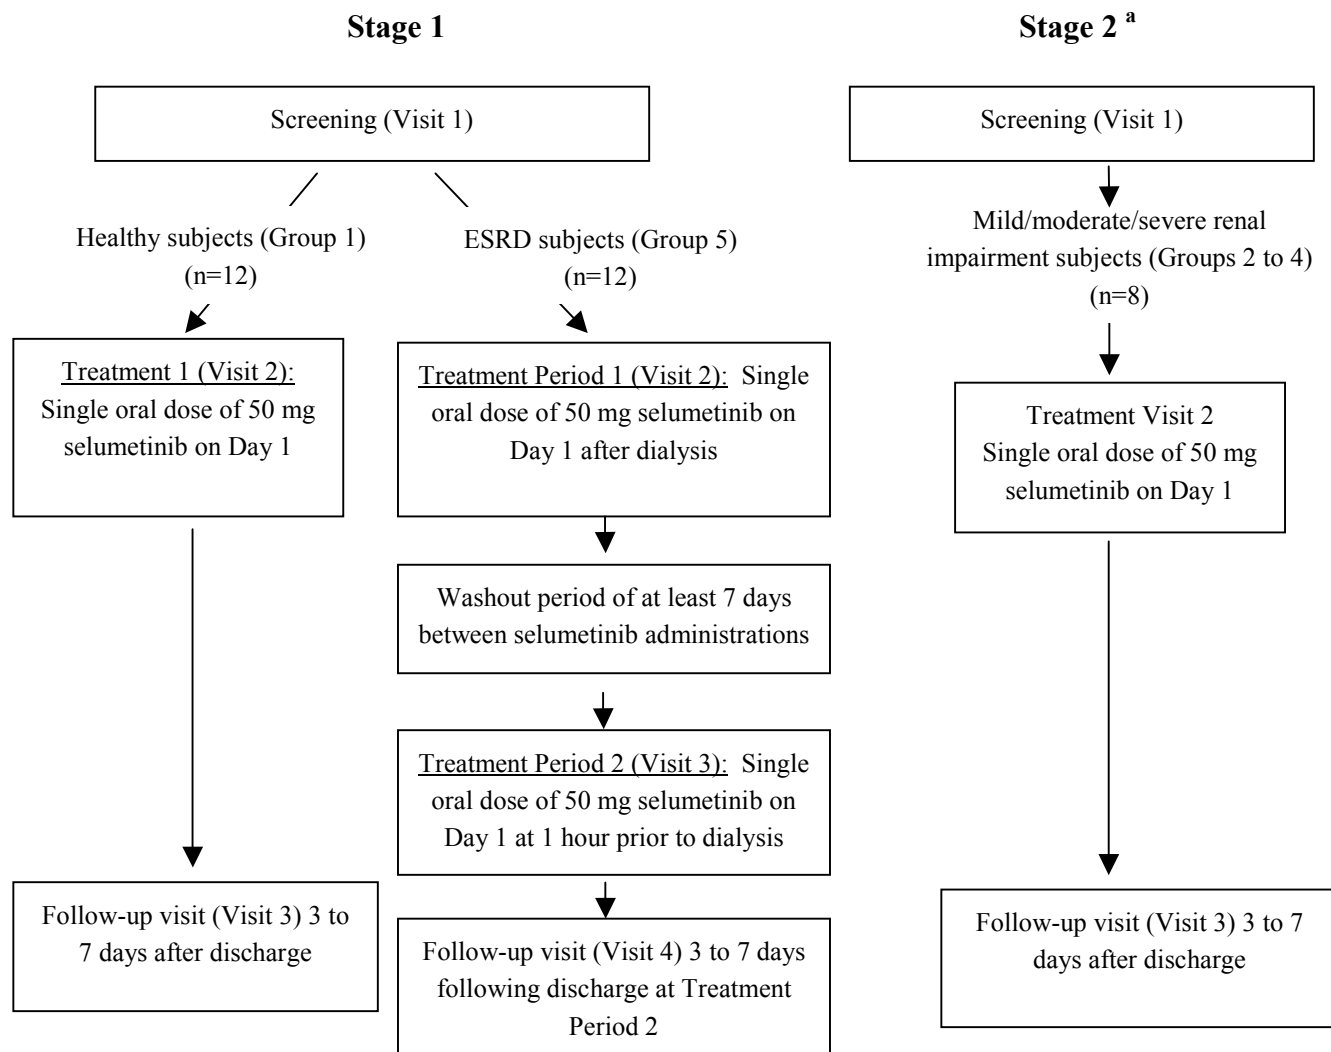 Stage 1
Stage 2 a
Screening (Visit 1)
Screening (Visit 1)
Healthy subjects (Group 1)
(n=12)
ESRD subjects (Group 5)
(n=12)
Mild/moderate/severe renal
impairment subjects (Groups 2 to 4)
(n=8)
Treatment 1 (Visit 2):
Single oral dose of 50 mg
selumetinib on Day 1
Treatment Period 1 (Visit 2): Single
oral dose of 50 mg selumetinib on
Day 1 after dialysis
Treatment Visit 2
Single oral dose of 50 mg
selumetinib on Day 1
Washout period of at least 7 days
between selumetinib administrations
Treatment Period 2 (Visit 3): Single
oral dose of 50 mg selumetinib on
Day 1 at 1 hour prior to dialysis
Follow-up visit (Visit 3) 3 to
7 days after discharge
Follow-up visit (Visit 4) 3 to 7 days
following discharge at Treatment
Period 2
Follow-up visit (Visit 3) 3 to 7
days after discharge